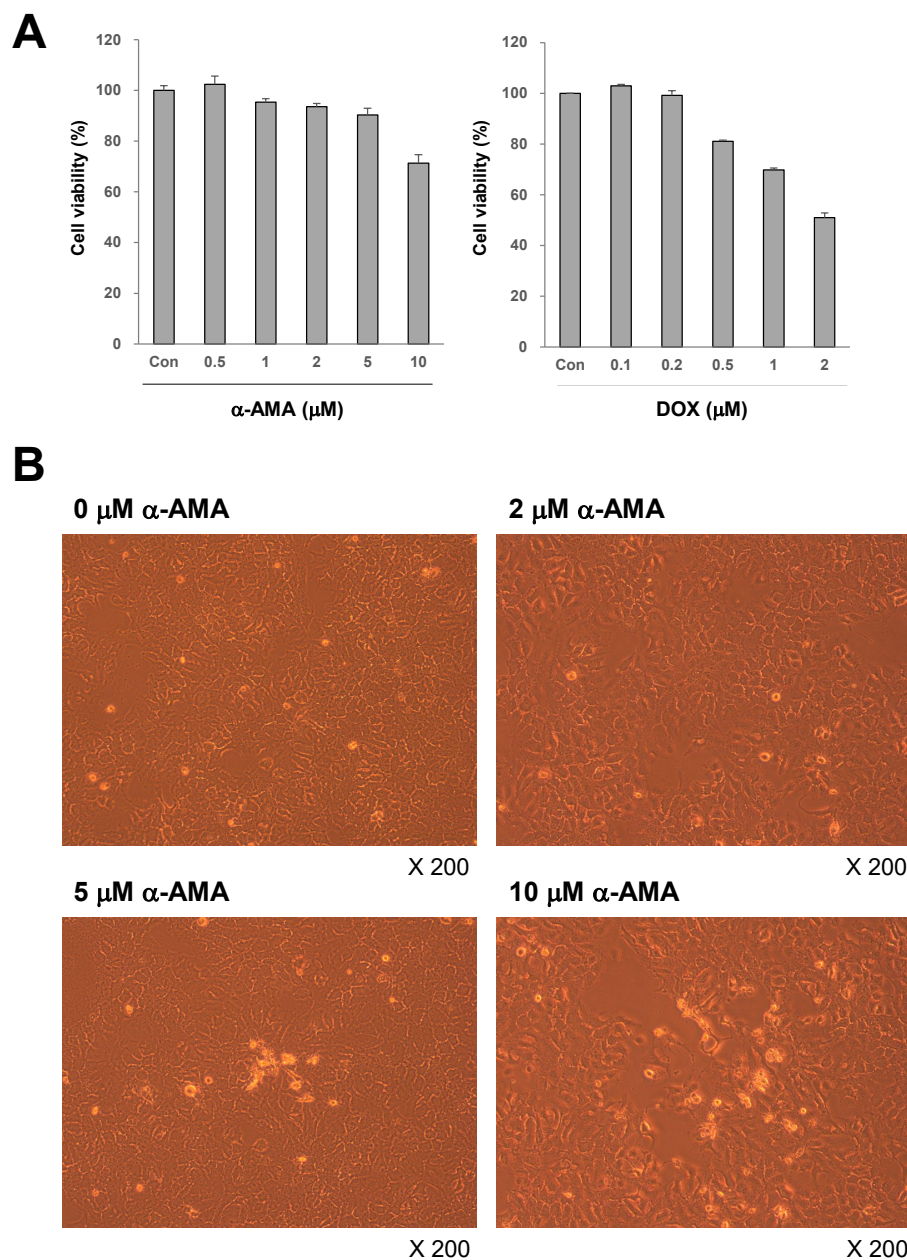 A
120
100
80
60
40
20
0
Cell viability (%)
Con 0.5 1 2 5 10
α-AMA (μM)
120
100
80
60
40
20
0
Cell viability (%)
Con 0.1 0.2 0.5 1 2
DOX (μM)
B
0 μM α-AMA
2 μM α-AMA
X 200
X 200
5 μM α-AMA
10 μM α-AMA
X 200
X 200